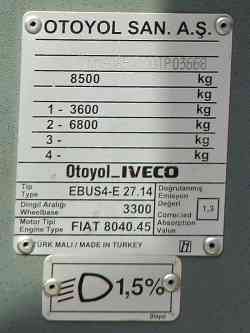 OTOYOL SAN. A.Ş.
8500 kg
kg
1 - 3600 kg
2 - 6800 kg
3 - kg
4 - kg
Otoyol_IVECO
Tip
Type EBUS4-E 27.14
Dingil Aralığı
Wheelbase 3300
Motor Tipi
Engine Type FIAT 8040.45
Doğrulanmış
Emisyon
Değeri
Corrected
Absorption
Value
1,3
TÜRK MALI / MADE IN TURKEY
1,5%
Otoyol